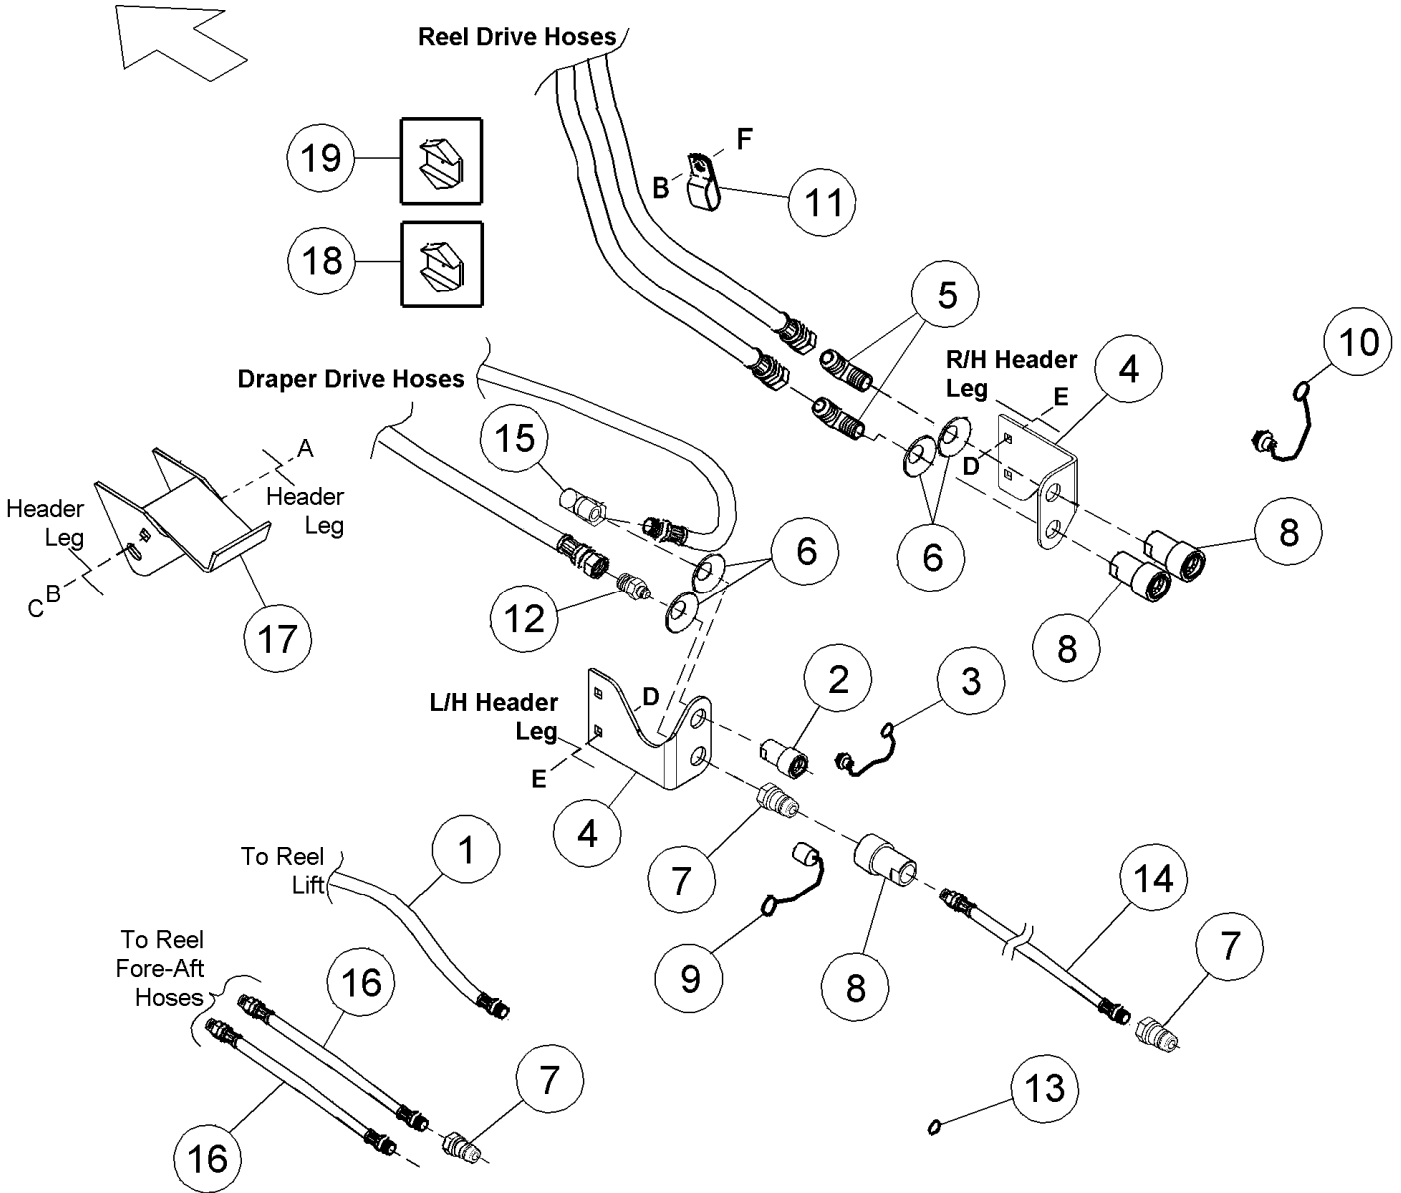 Reel Drive Hoses
F
19
B
11
18
5
R/H Header
Leg
4
10
E
Draper Drive Hoses
15
A
D
Header
Leg
Header
Leg
6
6
8
B
C
12
17
8
2
3
L/H Header
Leg
D
E
4
To Reel
Lift
1
7
14
To Reel
Fore-Aft
Hoses
9
8
7
16
7
13
16